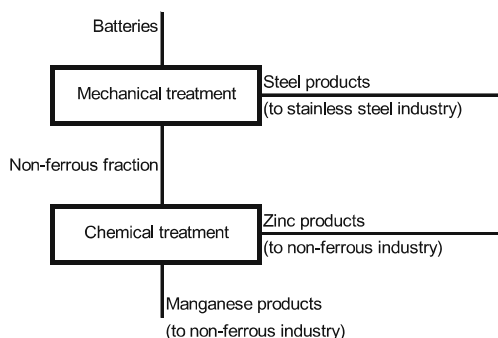 Batteries
Mechanical treatment
Steel products
(to stainless steel industry)
Non-ferrous fraction
Chemical treatment
Zinc products
(to non-ferrous industry)
Manganese products
(to non-ferrous industry)